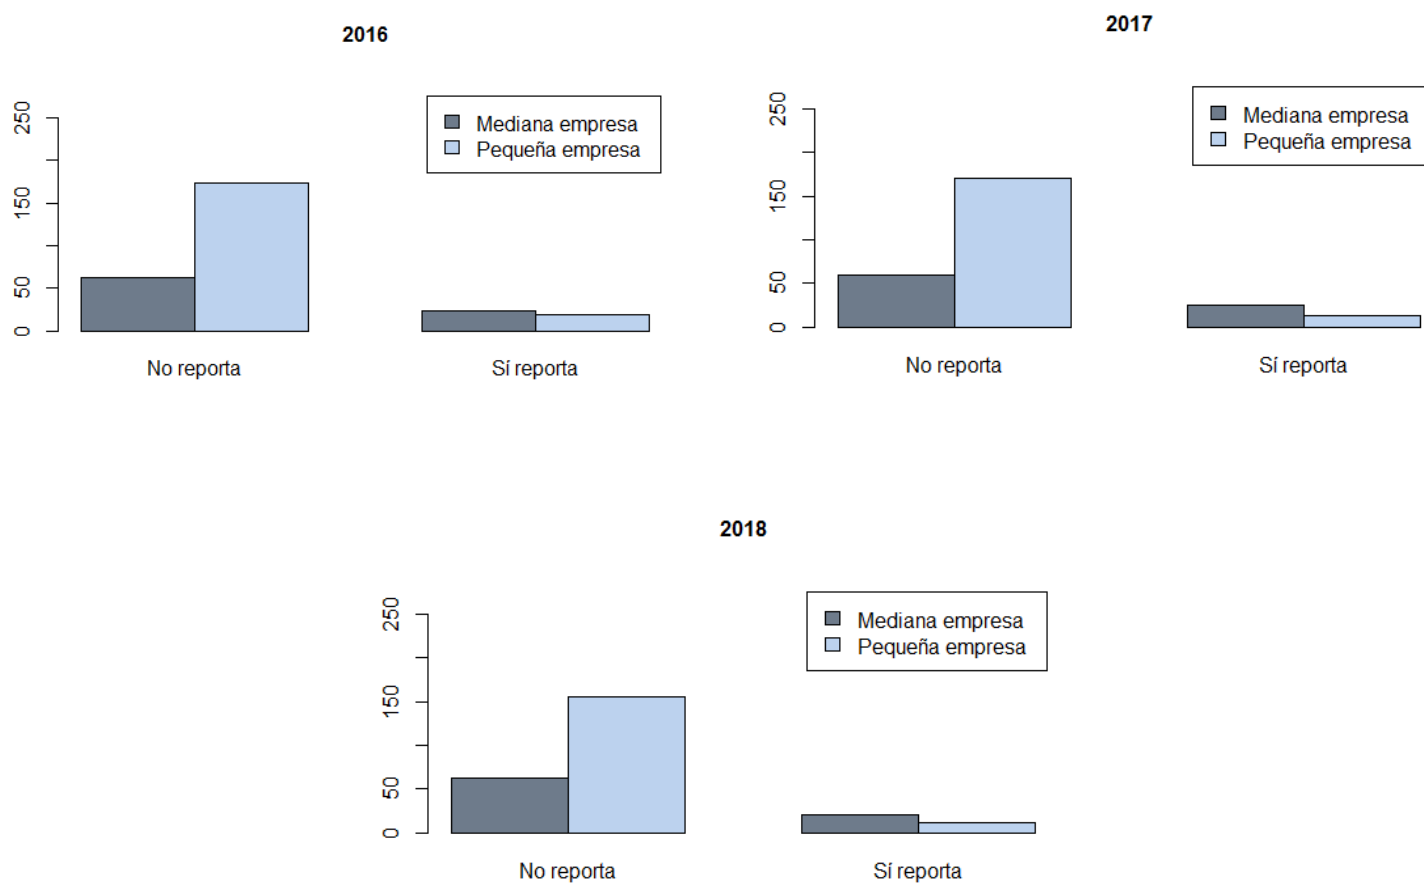 2016
250
150
50
0
Mediana empresa
Pequeña empresa
No reporta
Sí reporta
2017
250
150
50
0
Mediana empresa
Pequeña empresa
No reporta
Sí reporta
2018
250
150
50
0
Mediana empresa
Pequeña empresa
No reporta
Sí reporta